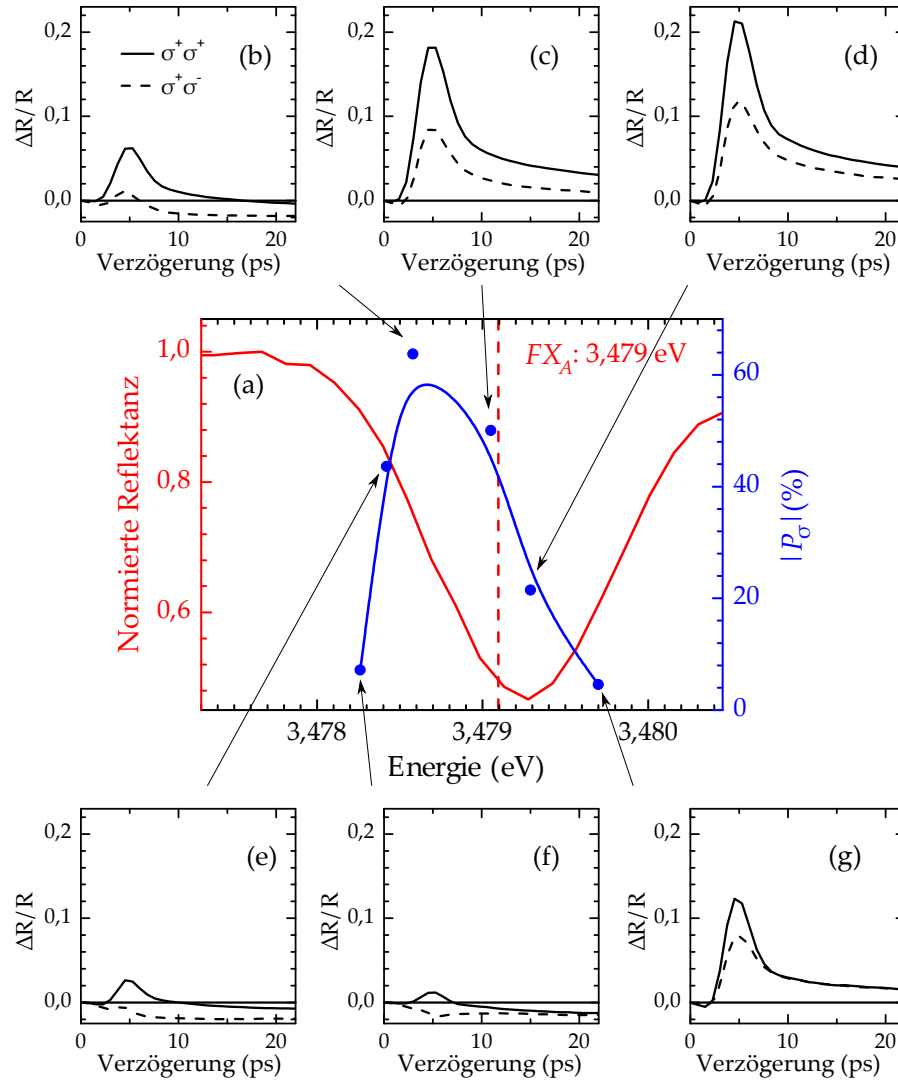 0,2
0,1
0,0
ΔR/R
σ⁺σ⁺
σ⁺σ⁻
(b)
0 10 20
Verzögerung (ps)
0,2
0,1
0,0
ΔR/R
(c)
0 10 20
Verzögerung (ps)
0,2
0,1
0,0
ΔR/R
(d)
0 10 20
Verzögerung (ps)
(a)
FX_A: 3,479 eV
1,0
0,8
0,6
Normierte Reflektanz
60
40
20
0
|P_σ| (%)
3,478 3,479 3,480
Energie (eV)
0,2
0,1
0,0
ΔR/R
(e)
0 10 20
Verzögerung (ps)
0,2
0,1
0,0
ΔR/R
(f)
0 10 20
Verzögerung (ps)
0,2
0,1
0,0
ΔR/R
(g)
0 10 20
Verzögerung (ps)